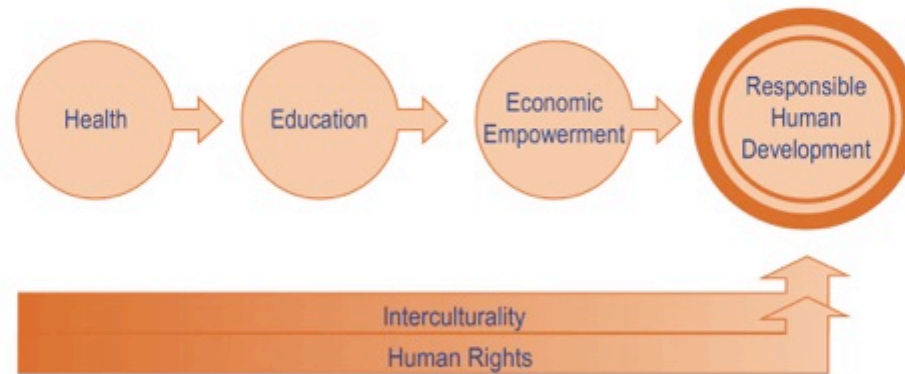 Health
Education
Economic
Empowerment
Responsible
Human
Development
Interculturality
Human Rights